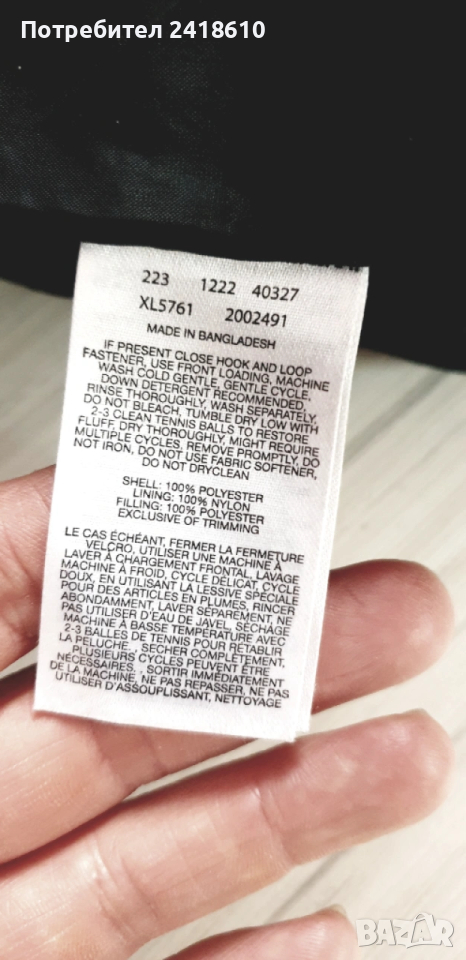 Потребител 2418610
223 1222 40327
XL5761 2002491
MADE IN BANGLADESH
IF PRESENT CLOSE HOOK AND LOOP
FASTENER, USE FRONT LOADING, MACHINE
WASH COLD GENTLE, GENTLE CYCLE,
DOWN DETERGENT RECOMMENDED,
RINSE THOROUGHLY, WASH SEPARATELY,
DO NOT BLEACH, TUMBLE DRY LOW WITH
2-3 CLEAN TENNIS BALLS TO RESTORE
FLUFF, DRY THOROUGHLY, MIGHT REQUIRE
MULTIPLE CYCLES, REMOVE PROMPTLY, DO
NOT IRON, DO NOT USE FABRIC SOFTENER,
DO NOT DRYCLEAN
SHELL: 100% POLYESTER
LINING: 100% NYLON
FILLING: 100% POLYESTER
EXCLUSIVE OF TRIMMING
LE CAS ÉCHÉANT, FERMER LA FERMETURE
VELCRO, UTILISER UNE MACHINE À
LAVER À CHARGEMENT FRONTAL, LAVAGE
MACHINE À FROID, CYCLE DÉLICAT, CYCLE
DOUX, EN UTILISANT LA LESSIVE SPÉCIALE
POUR DES ARTICLES EN PLUMES, RINCER
ABONDAMMENT, LAVER SÉPAREMENT, NE
PAS UTILISER D'EAU DE JAVEL, SÉCHAGE
MACHINE À BASSE TEMPÉRATURE AVEC
2-3 BALLES DE TENNIS POUR RETABLIR
LA PELUCHE, , SECHER COMPLÈTEMENT,
PLUSIEURS CYCLES PEUVENT ÊTRE
NÉCESSAIRES, , SORTIR IMMÉDIATEMENT
DE LA MACHINE, NE PAS REPASSER, NE PAS
UTILISER D'ASSOUPLISSANT, NETTOYAGE
BAZAR